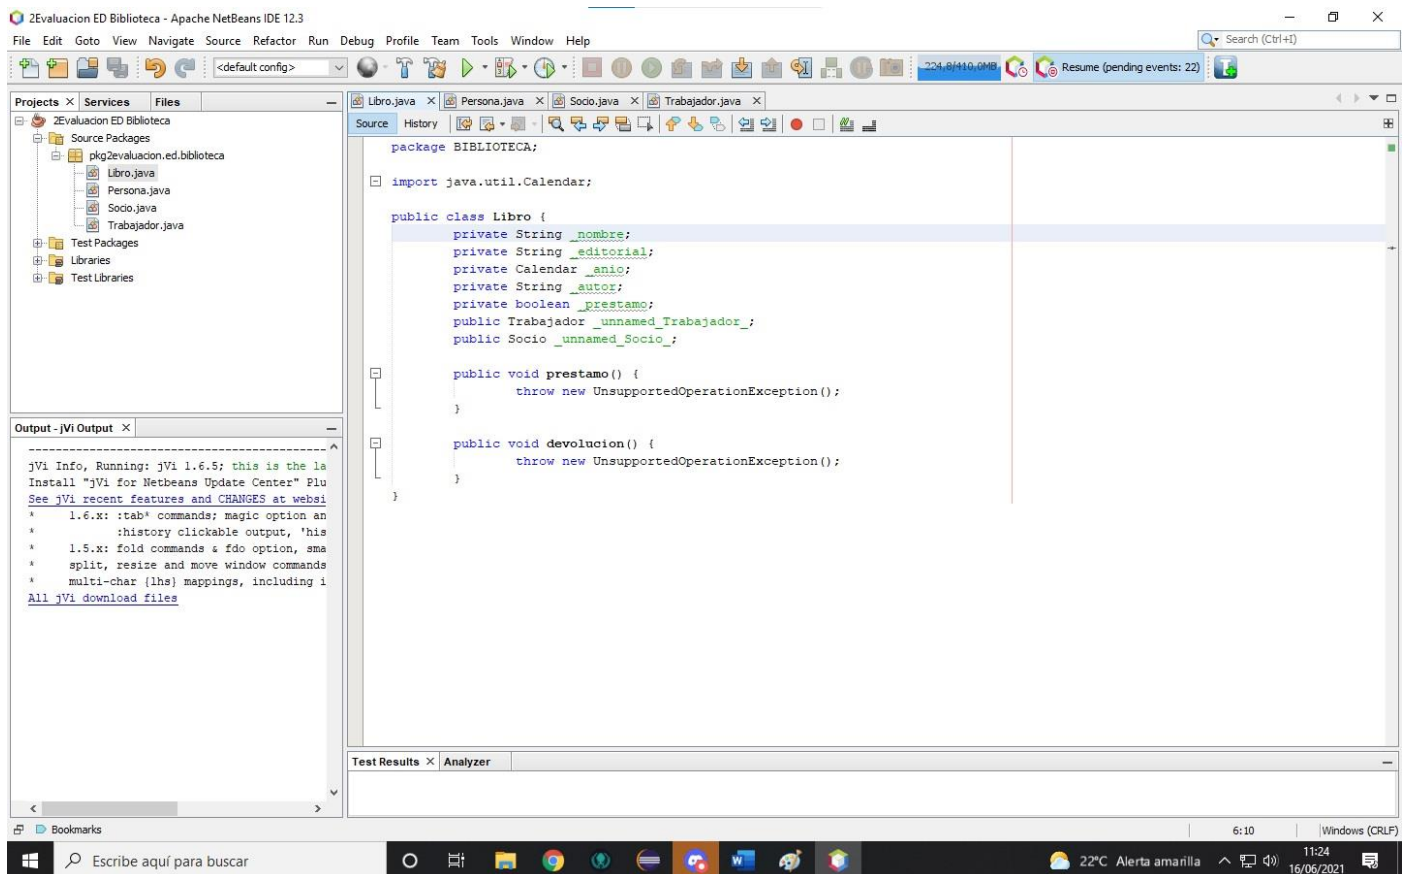 2Evaluacion ED Biblioteca - Apache NetBeans IDE 12.3
File Edit Goto View Navigate Source Refactor Run Debug Profile Team Tools Window Help
Search (Ctrl+I)
<default config>
224,8/410,0MB
Resume (pending events: 22)
Projects Services Files
2Evaluacion ED Biblioteca
Source Packages
pkg2evaluacion.ed.biblioteca
Libro.java
Persona.java
Socio.java
Trabajador.java
Test Packages
Libraries
Test Libraries
Output - jVi Output
jVi Info, Running: jVi 1.6.5; this is the la
Install "jVi for Netbeans Update Center" Plu
See jVi recent features and CHANGES at websi
* 1.6.x: :tab* commands; magic option an
* :history clickable output, 'his
* 1.5.x: fold commands & fdo option, sma
* split, resize and move window commands
* multi-char {lhs} mappings, including i
All jVi download files
Libro.java Persona.java Socio.java Trabajador.java
Source History
package BIBLIOTECA;
import java.util.Calendar;
public class Libro {
private String _nombre;
private String _editorial;
private Calendar _anio;
private String _autor;
private boolean _prestamo;
public Trabajador _unnamed_Trabajador_;
public Socio _unnamed_Socio_;
public void prestamo() {
throw new UnsupportedOperationException();
}
public void devolucion() {
throw new UnsupportedOperationException();
}
}
Test Results Analyzer
Bookmarks
6:10
Windows (CRLF)
Escribe aquí para buscar
22°C Alerta amarilla
11:24
16/06/2021